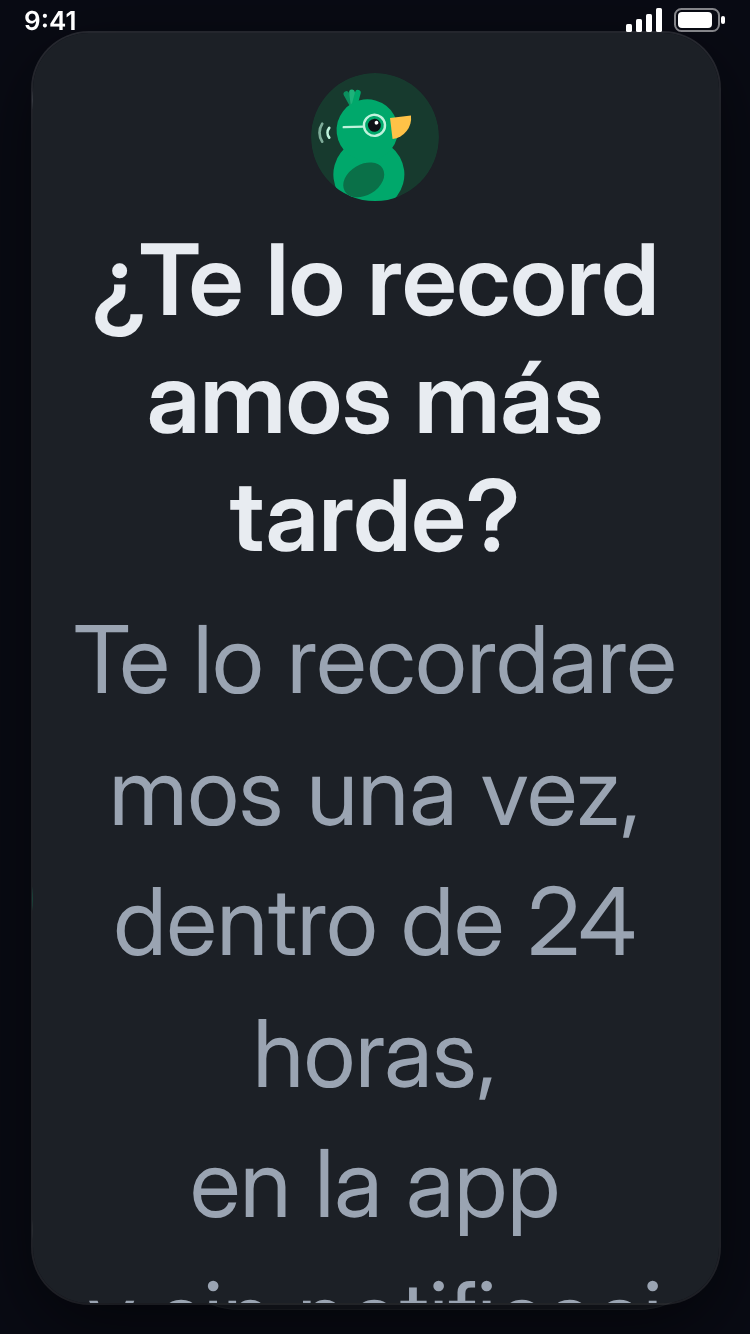 9:41
¿Te lo record
amos más
tarde?
Te lo recordare
mos una vez,
dentro de 24
horas,
en la app